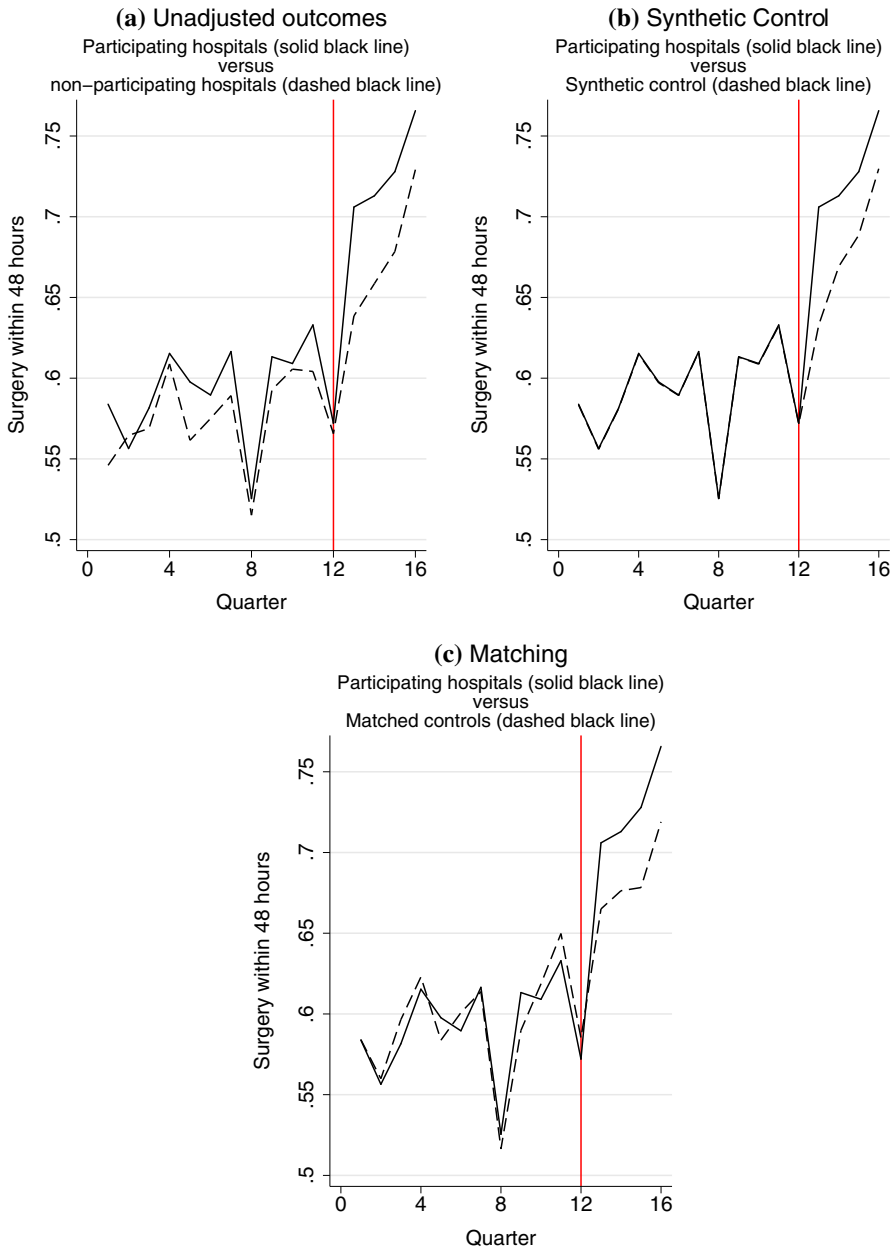 (a) Unadjusted outcomes
Participating hospitals (solid black line)
versus
non−participating hospitals (dashed black line)
.75
.7
.65
.6
.55
.5
Surgery within 48 hours
0 4 8 12 16
Quarter
(b) Synthetic Control
Participating hospitals (solid black line)
versus
Synthetic control (dashed black line)
.75
.7
.65
.6
.55
.5
Surgery within 48 hours
0 4 8 12 16
Quarter
(c) Matching
Participating hospitals (solid black line)
versus
Matched controls (dashed black line)
.75
.7
.65
.6
.55
.5
Surgery within 48 hours
0 4 8 12 16
Quarter